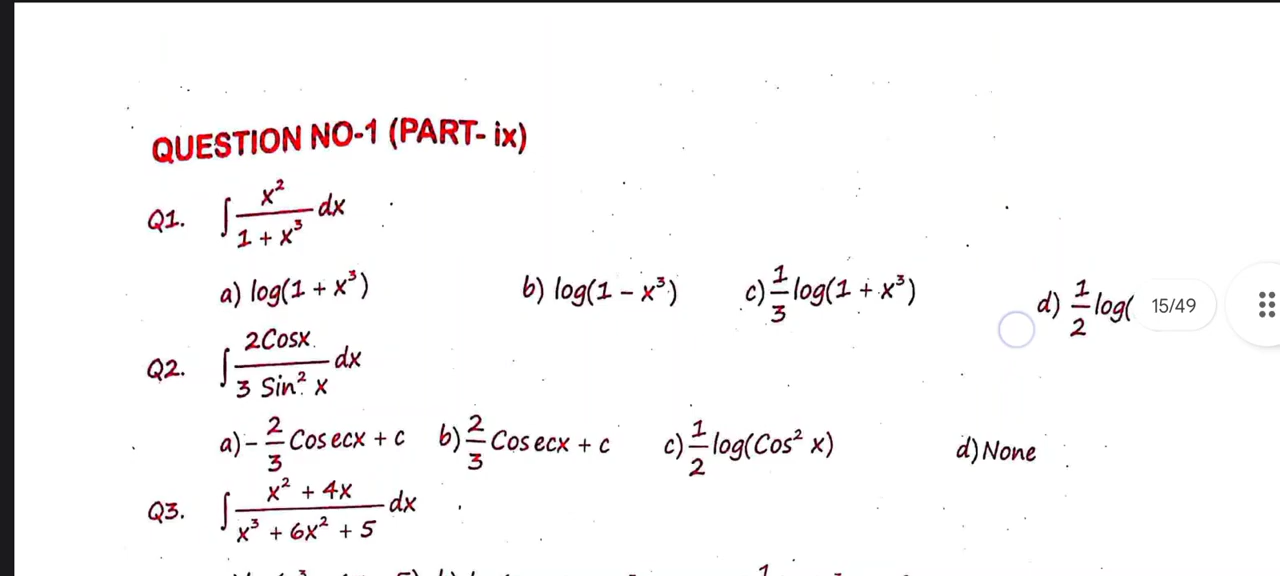 QUESTION NO-1 (PART- ix)
Q1. ∫ x²/(1 + x³) dx
a) log(1 + x³) b) log(1 – x³) c) 1/3 log(1 + x³) d) 1/2 log(
15/49
Q2. ∫ 2Cosx/(3 Sin² x) dx
a) – 2/3 Cosecx + c b) 2/3 Cosecx + c c) 1/2 log(Cos² x) d) None
Q3. ∫ (x² + 4x)/(x³ + 6x² + 5) dx